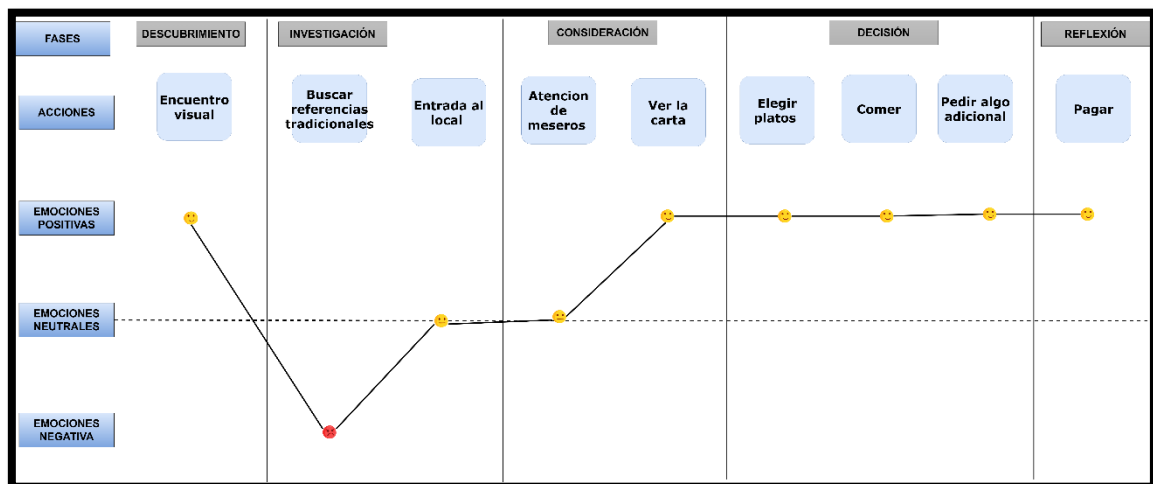 FASES
DESCUBRIMIENTO
INVESTIGACIÓN
CONSIDERACIÓN
DECISIÓN
REFLEXIÓN
ACCIONES
Encuentro
visual
Buscar
referencias
tradicionales
Entrada al
local
Atencion
de
meseros
Ver la
carta
Elegir
platos
Comer
Pedir algo
adicional
Pagar
EMOCIONES
POSITIVAS
EMOCIONES
NEUTRALES
EMOCIONES
NEGATIVA